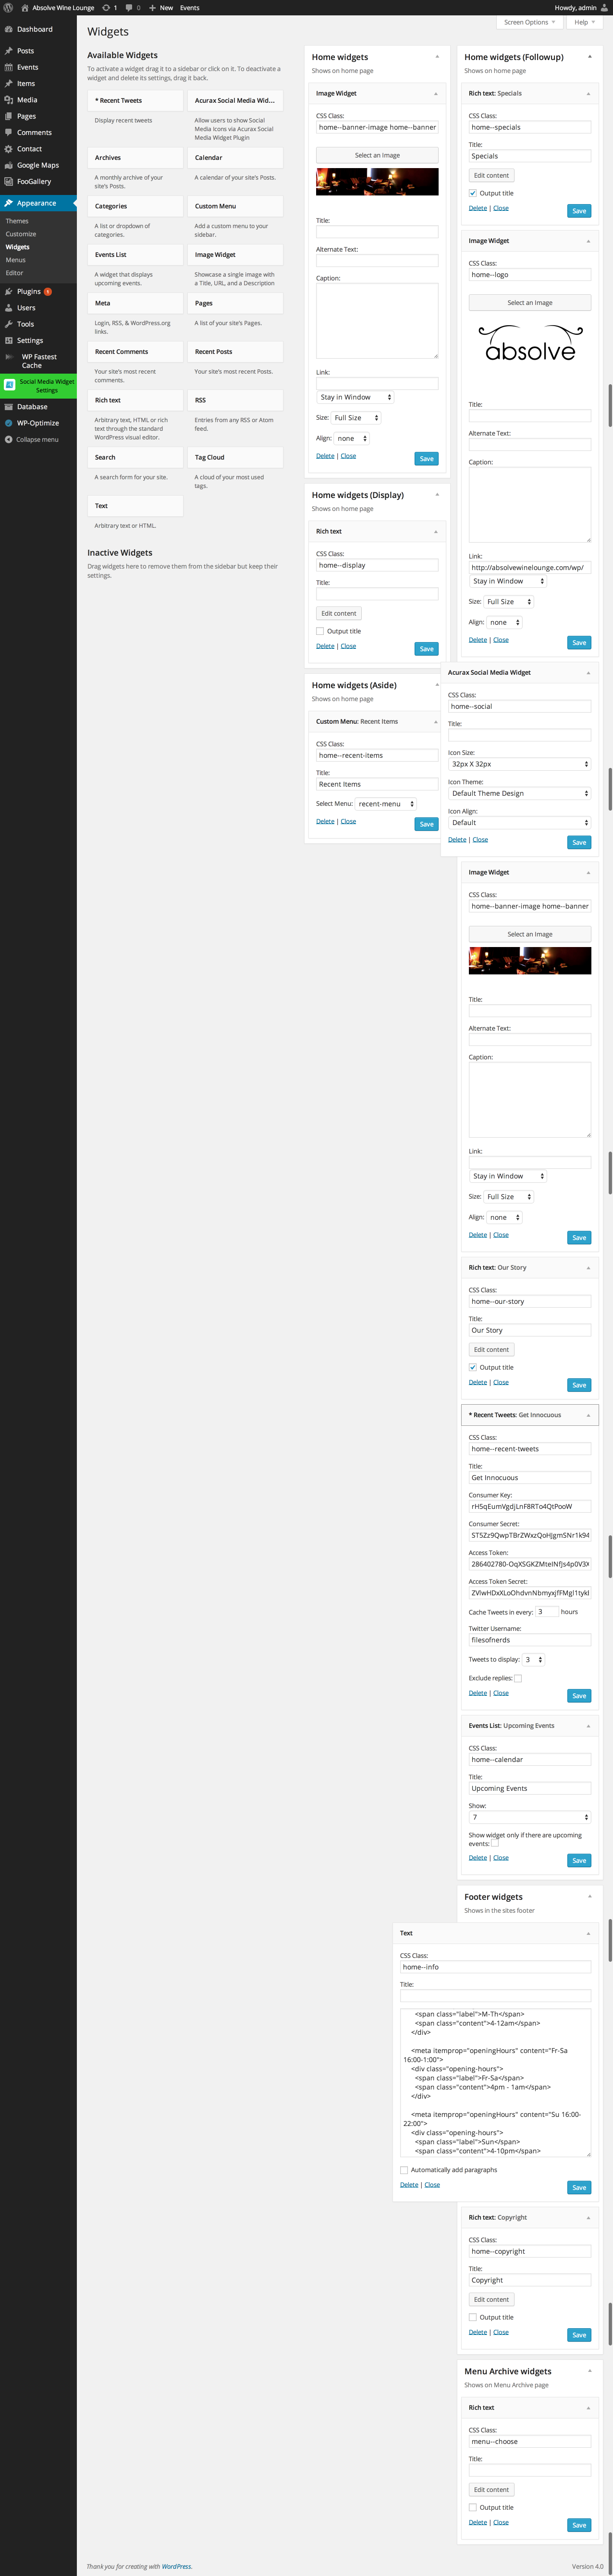 Absolve Wine Lounge 1 0 New Events Howdy, admin
Screen Options Help
Dashboard
Posts
Events
Items
Media
Pages
Comments
Contact
Google Maps
FooGallery
Appearance
Themes
Customize
Widgets
Menus
Editor
Plugins 1
Users
Tools
Settings
WP Fastest
Cache
Social Media Widget
Settings
Database
WP-Optimize
Collapse menu
Widgets
Available Widgets
To activate a widget drag it to a sidebar or click on it. To deactivate a
widget and delete its settings, drag it back.
* Recent Tweets
Display recent tweets
Acurax Social Media Wid...
Allow users to show Social
Media Icons via Acurax Social
Media Widget Plugin
Archives
A monthly archive of your
site's Posts.
Calendar
A calendar of your site's Posts.
Categories
A list or dropdown of
categories.
Custom Menu
Add a custom menu to your
sidebar.
Events List
A widget that displays
upcoming events.
Image Widget
Showcase a single image with
a Title, URL, and a Description
Meta
Login, RSS, & WordPress.org
links.
Pages
A list of your site's Pages.
Recent Comments
Your site's most recent
comments.
Recent Posts
Your site's most recent Posts.
Rich text
Arbitrary text, HTML or rich
text through the standard
WordPress visual editor.
RSS
Entries from any RSS or Atom
feed.
Search
A search form for your site.
Tag Cloud
A cloud of your most used
tags.
Text
Arbitrary text or HTML.
Inactive Widgets
Drag widgets here to remove them from the sidebar but keep their
settings.
Home widgets
Shows on home page
Image Widget
CSS Class:
home--banner-image home--banner
Select an Image
Title:
Alternate Text:
Caption:
Link:
Stay in Window
Size: Full Size
Align: none
Delete | Close Save
Home widgets (Display)
Shows on home page
Rich text
CSS Class:
home--display
Title:
Edit content
Output title
Delete | Close Save
Home widgets (Aside)
Shows on home page
Custom Menu: Recent Items
CSS Class:
home--recent-items
Title:
Recent Items
Select Menu: recent-menu
Delete | Close Save
Home widgets (Followup)
Shows on home page
Rich text: Specials
CSS Class:
home--specials
Title:
Specials
Edit content
Output title
Delete | Close Save
Image Widget
CSS Class:
home--logo
Select an Image
absolve
Title:
Alternate Text:
Caption:
Link:
http://absolvewinelounge.com/wp/
Stay in Window
Size: Full Size
Align: none
Delete | Close Save
Acurax Social Media Widget
CSS Class:
home--social
Title:
Icon Size:
32px X 32px
Icon Theme:
Default Theme Design
Icon Align:
Default
Delete | Close Save
Image Widget
CSS Class:
home--banner-image home--banner
Select an Image
Title:
Alternate Text:
Caption:
Link:
Stay in Window
Size: Full Size
Align: none
Delete | Close Save
Rich text: Our Story
CSS Class:
home--our-story
Title:
Our Story
Edit content
Output title
Delete | Close Save
* Recent Tweets: Get Innocuous
CSS Class:
home--recent-tweets
Title:
Get Innocuous
Consumer Key:
Consumer Secret:
Access Token:
Access Token Secret:
Cache Tweets in every: 3 hours
Twitter Username:
filesofnerds
Tweets to display: 3
Exclude replies:
Delete | Close Save
Events List: Upcoming Events
CSS Class:
home--calendar
Title:
Upcoming Events
Show:
7
Show widget only if there are upcoming
events:
Delete | Close Save
Footer widgets
Shows in the sites footer
Text
CSS Class:
home--info
Title:
<span class="label">M-Th</span>
<span class="content">4-12am</span>
</div>
<meta itemprop="openingHours" content="Fr-Sa
16:00-1:00">
<div class="opening-hours">
<span class="label">Fr-Sa</span>
<span class="content">4pm - 1am</span>
</div>
<meta itemprop="openingHours" content="Su 16:00-
22:00">
<div class="opening-hours">
<span class="label">Sun</span>
<span class="content">4-10pm</span>
Automatically add paragraphs
Delete | Close Save
Rich text: Copyright
CSS Class:
home--copyright
Title:
Copyright
Edit content
Output title
Delete | Close Save
Menu Archive widgets
Shows on Menu Archive page
Rich text
CSS Class:
menu--choose
Title:
Edit content
Output title
Delete | Close Save
Thank you for creating with WordPress. Version 4.0